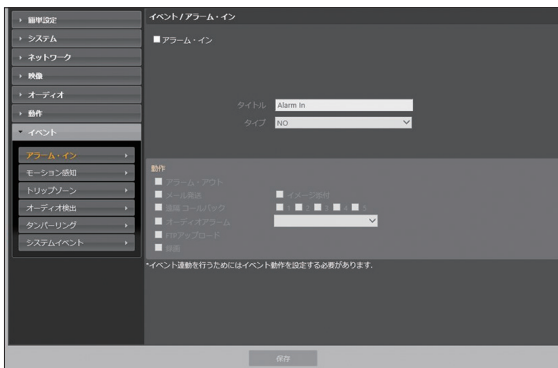 簡単設定
システム
ネットワーク
映像
オーディオ
動作
イベント
アラーム・イン
モーション感知
トリップゾーン
オーディオ検出
タンパーリング
システムイベント
イベント / アラーム・イン
アラーム・イン
タイトル Alarm In
タイプ NO
動作
アラーム・アウト
メール発送 イメージ添付
遠隔コールバック 1 2 3 4 5
オーディオアラーム
FTPアップロード
録画
*イベント連動を行うためにはイベント動作を設定する必要があります.
保存